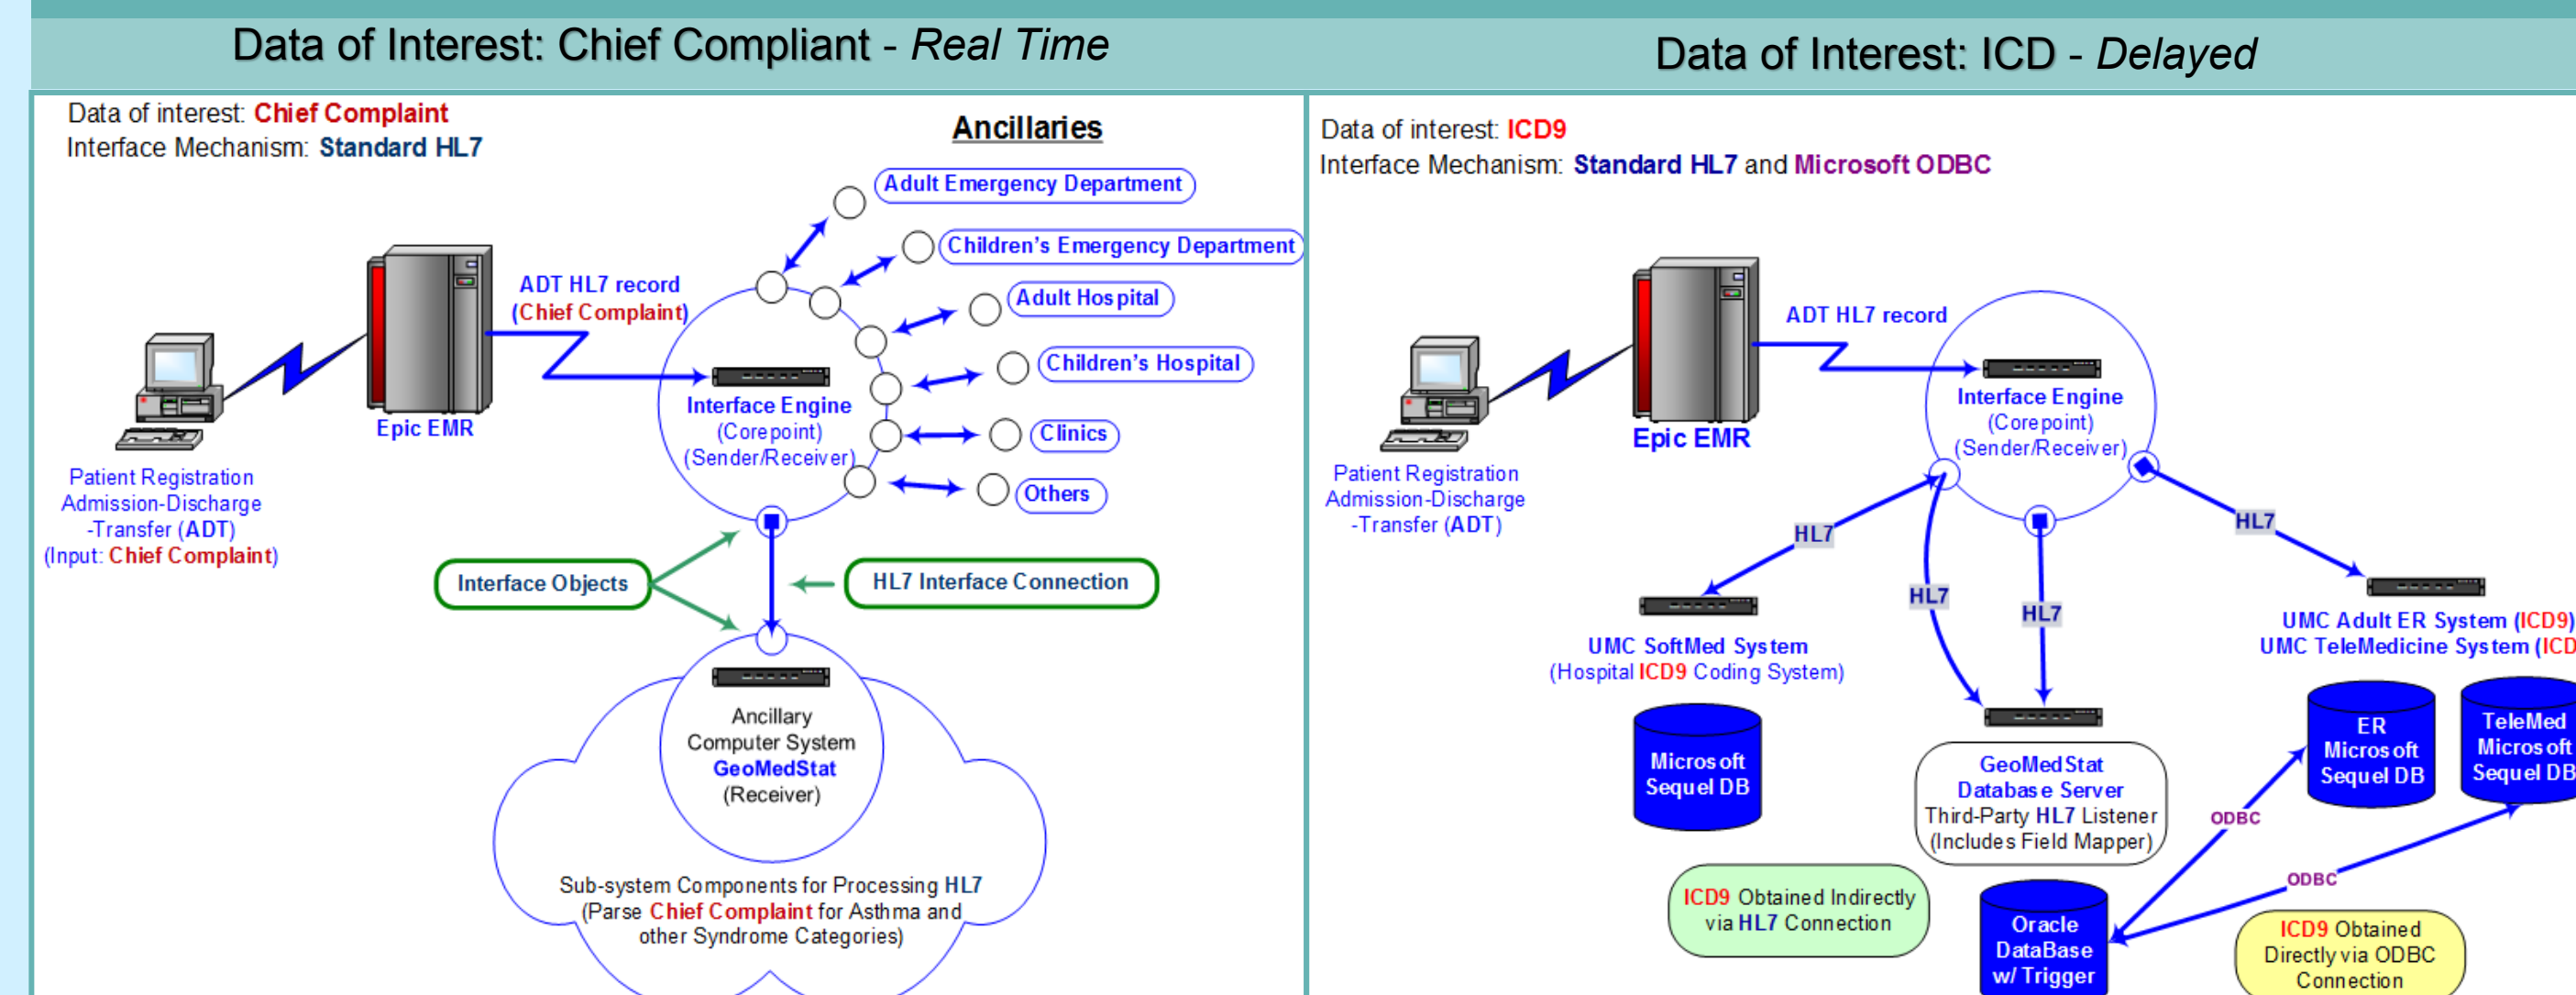 Data of Interest: Chief Compliant - Real Time
Data of interest: Chief Complaint
Interface Mechanism: Standard HL7
Ancillaries
Adult Emergency Department
Children's Emergency Department
Adult Hospital
Children's Hospital
Clinics
Others
ADT HL7 record
(Chief Complaint)
Epic EMR
Interface Engine
(Corepoint)
(Sender/Receiver)
Patient Registration
Admission-Discharge
-Transfer (ADT)
(Input: Chief Complaint)
Interface Objects
HL7 Interface Connection
Ancillary
Computer System
GeoMedStat
(Receiver)
Sub-system Components for Processing HL7
(Parse Chief Complaint for Asthma and
other Syndrome Categories)
Data of Interest: ICD - Delayed
Data of interest: ICD9
Interface Mechanism: Standard HL7 and Microsoft ODBC
ADT HL7 record
Epic EMR
Interface Engine
(Corepoint)
(Sender/Receiver)
Patient Registration
Admission-Discharge
-Transfer (ADT)
HL7
HL7
HL7
HL7
UMC SoftMed System
(Hospital ICD9 Coding System)
UMC Adult ER System (ICD9)
UMC TeleMedicine System (ICD
Microsoft
Sequel DB
GeoMedStat
Database Server
Third-Party HL7 Listener
(Includes Field Mapper)
ER
Microsoft
Sequel DB
TeleMed
Microsoft
Sequel DB
ODBC
ODBC
ICD9 Obtained Indirectly
via HL7 Connection
Oracle
DataBase
w/ Trigger
ICD9 Obtained
Directly via ODBC
Connection